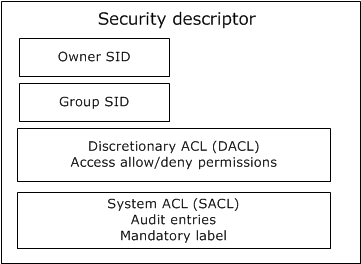 Security descriptor
Owner SID
Group SID
Discretionary ACL (DACL)
Access allow/deny permissions
System ACL (SACL)
Audit entries
Mandatory label